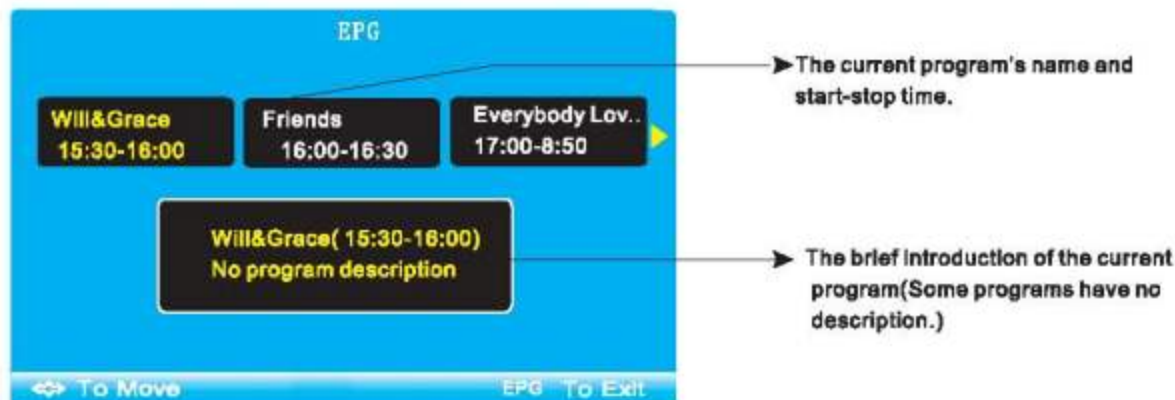 EPG
The current program's name and
start-stop time.
Will&Grace
15:30-16:00
Friends
16:00-16:30
Everybody Lov..
17:00-8:50
Will&Grace( 15:30-16:00)
No program description
The brief introduction of the current
program(Some programs have no
description.)
To Move
EPG To Exit